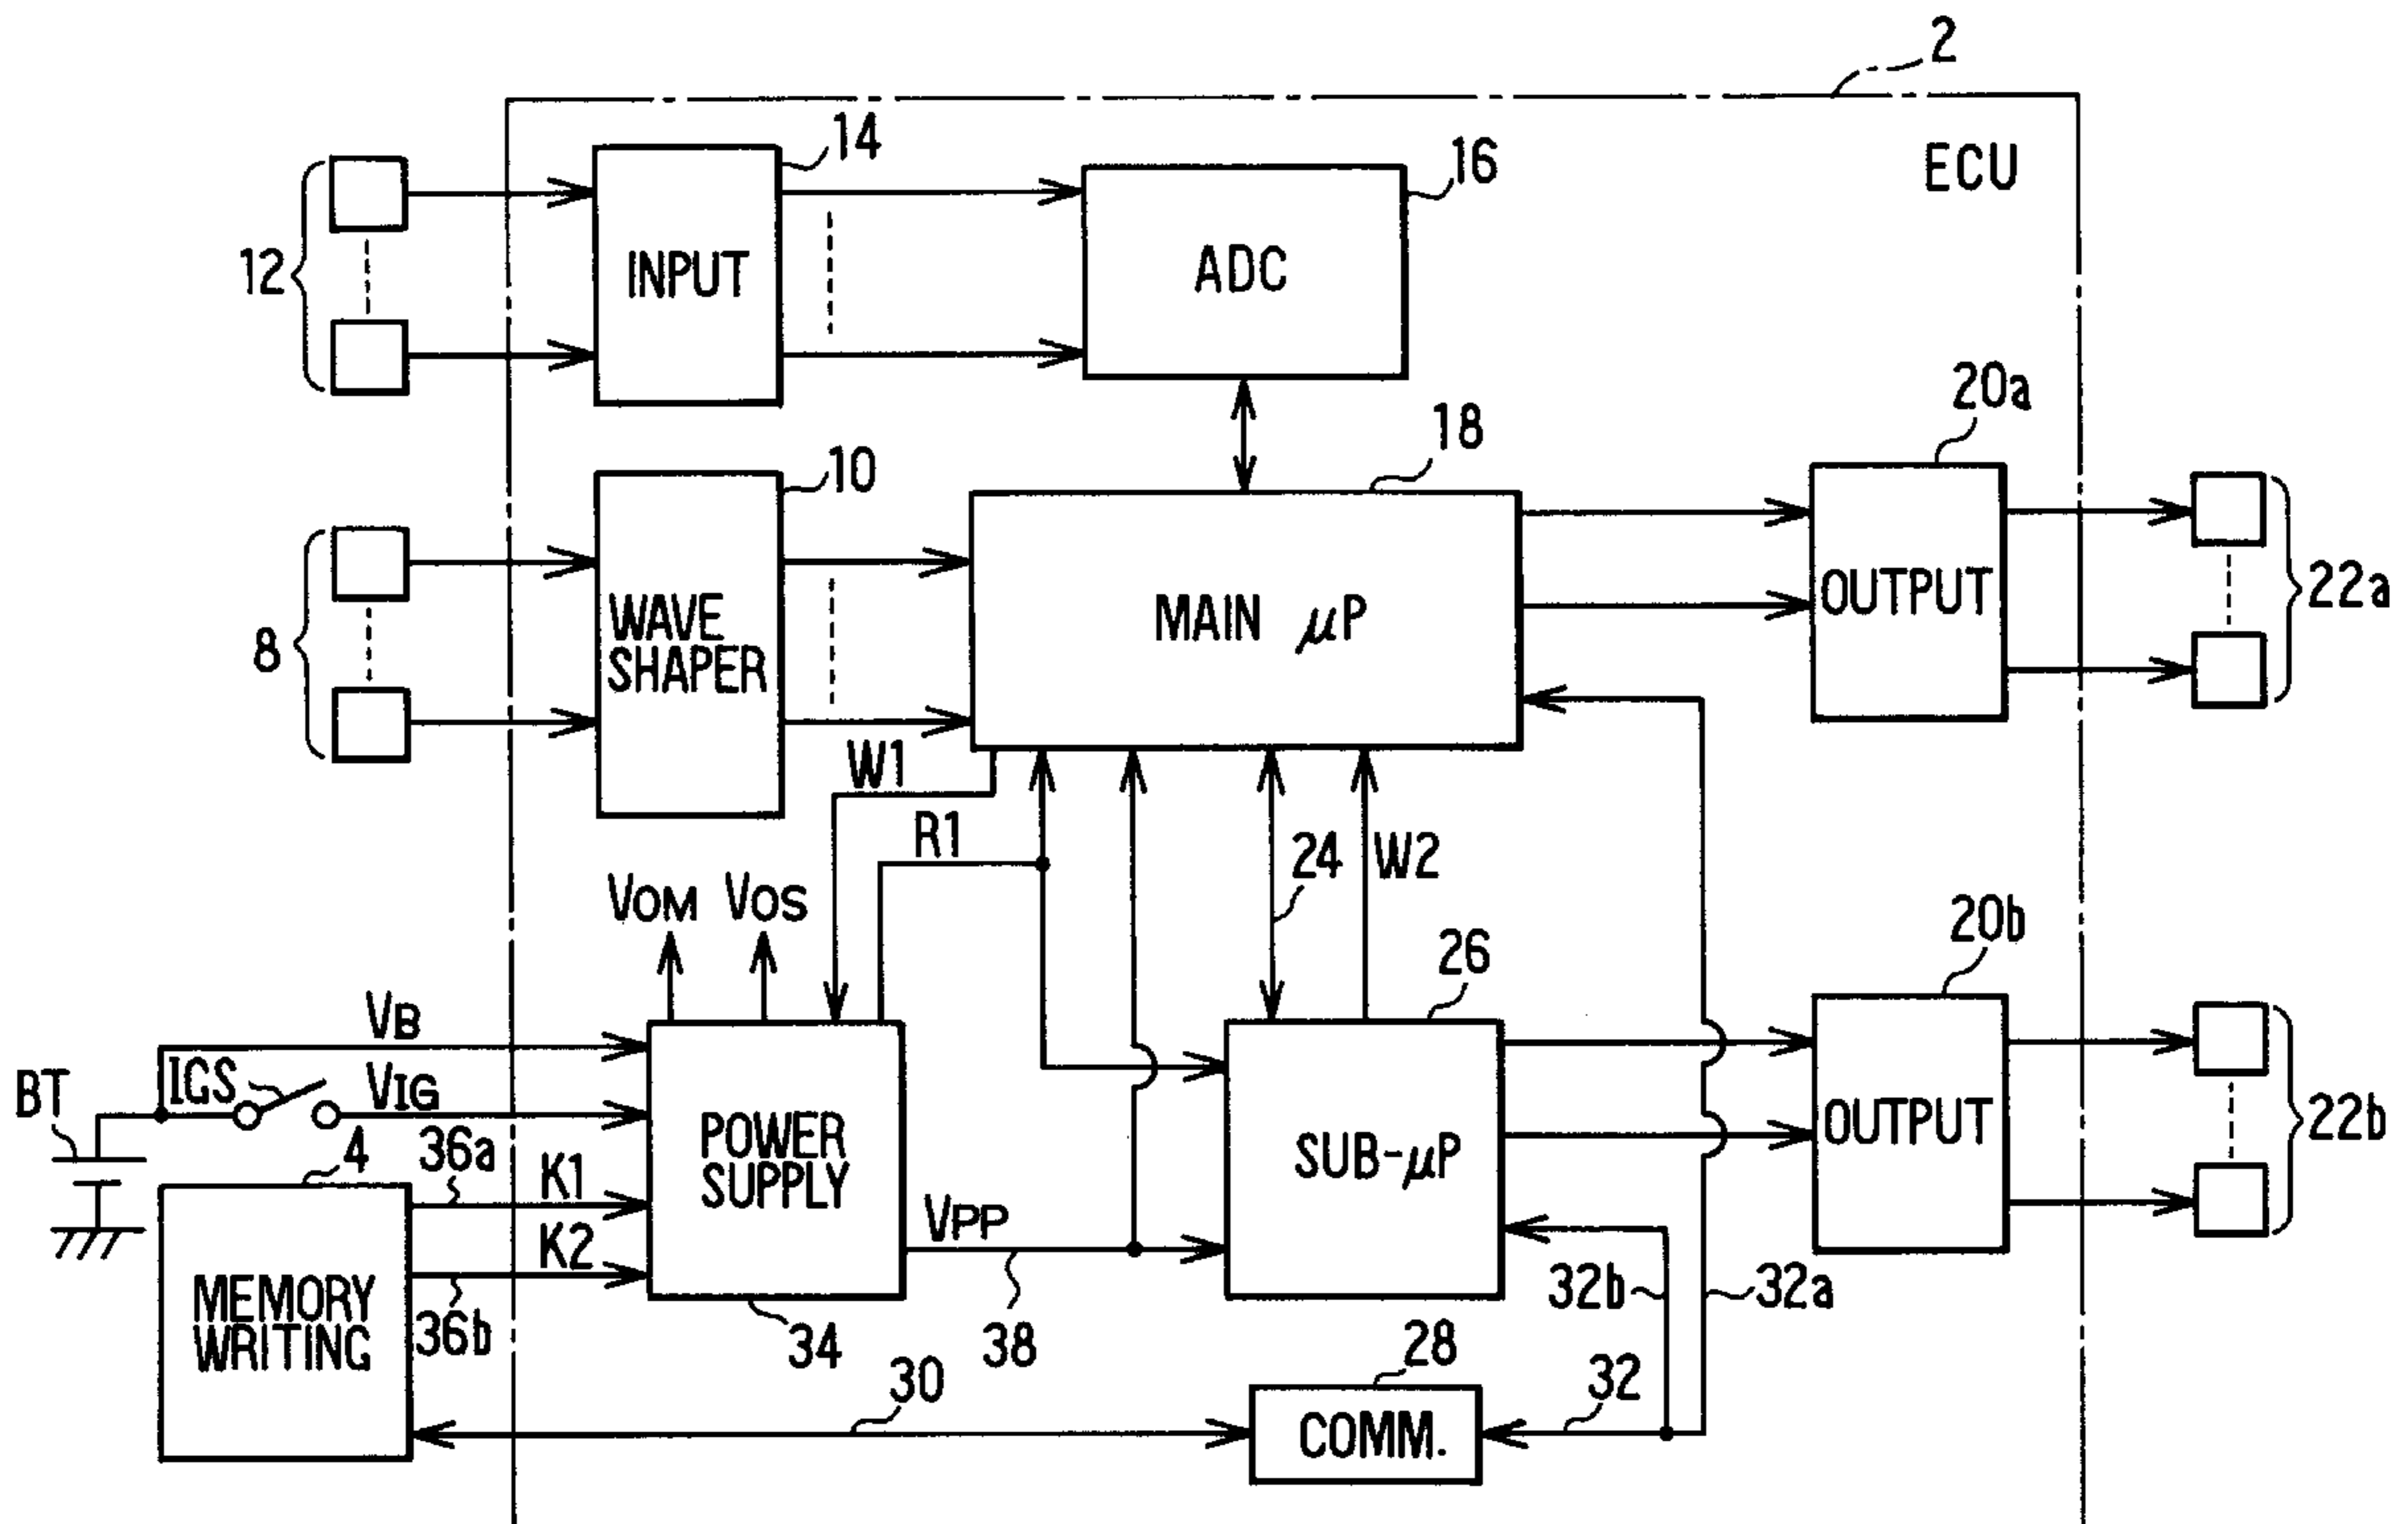 2
ECU
14
16
12
INPUT
ADC
20a
18
10
22a
OUTPUT
MAIN μP
WAVE
SHAPER
8
W1
R1
24
W2
VOM
VOS
20b
26
VB
IGS
VIG
BT
4
36a
K1
POWER
SUPPLY
SUB-μP
OUTPUT
22b
K2
VPP
MEMORY
WRITING
36b
34
38
32b
32a
28
30
32
COMM.